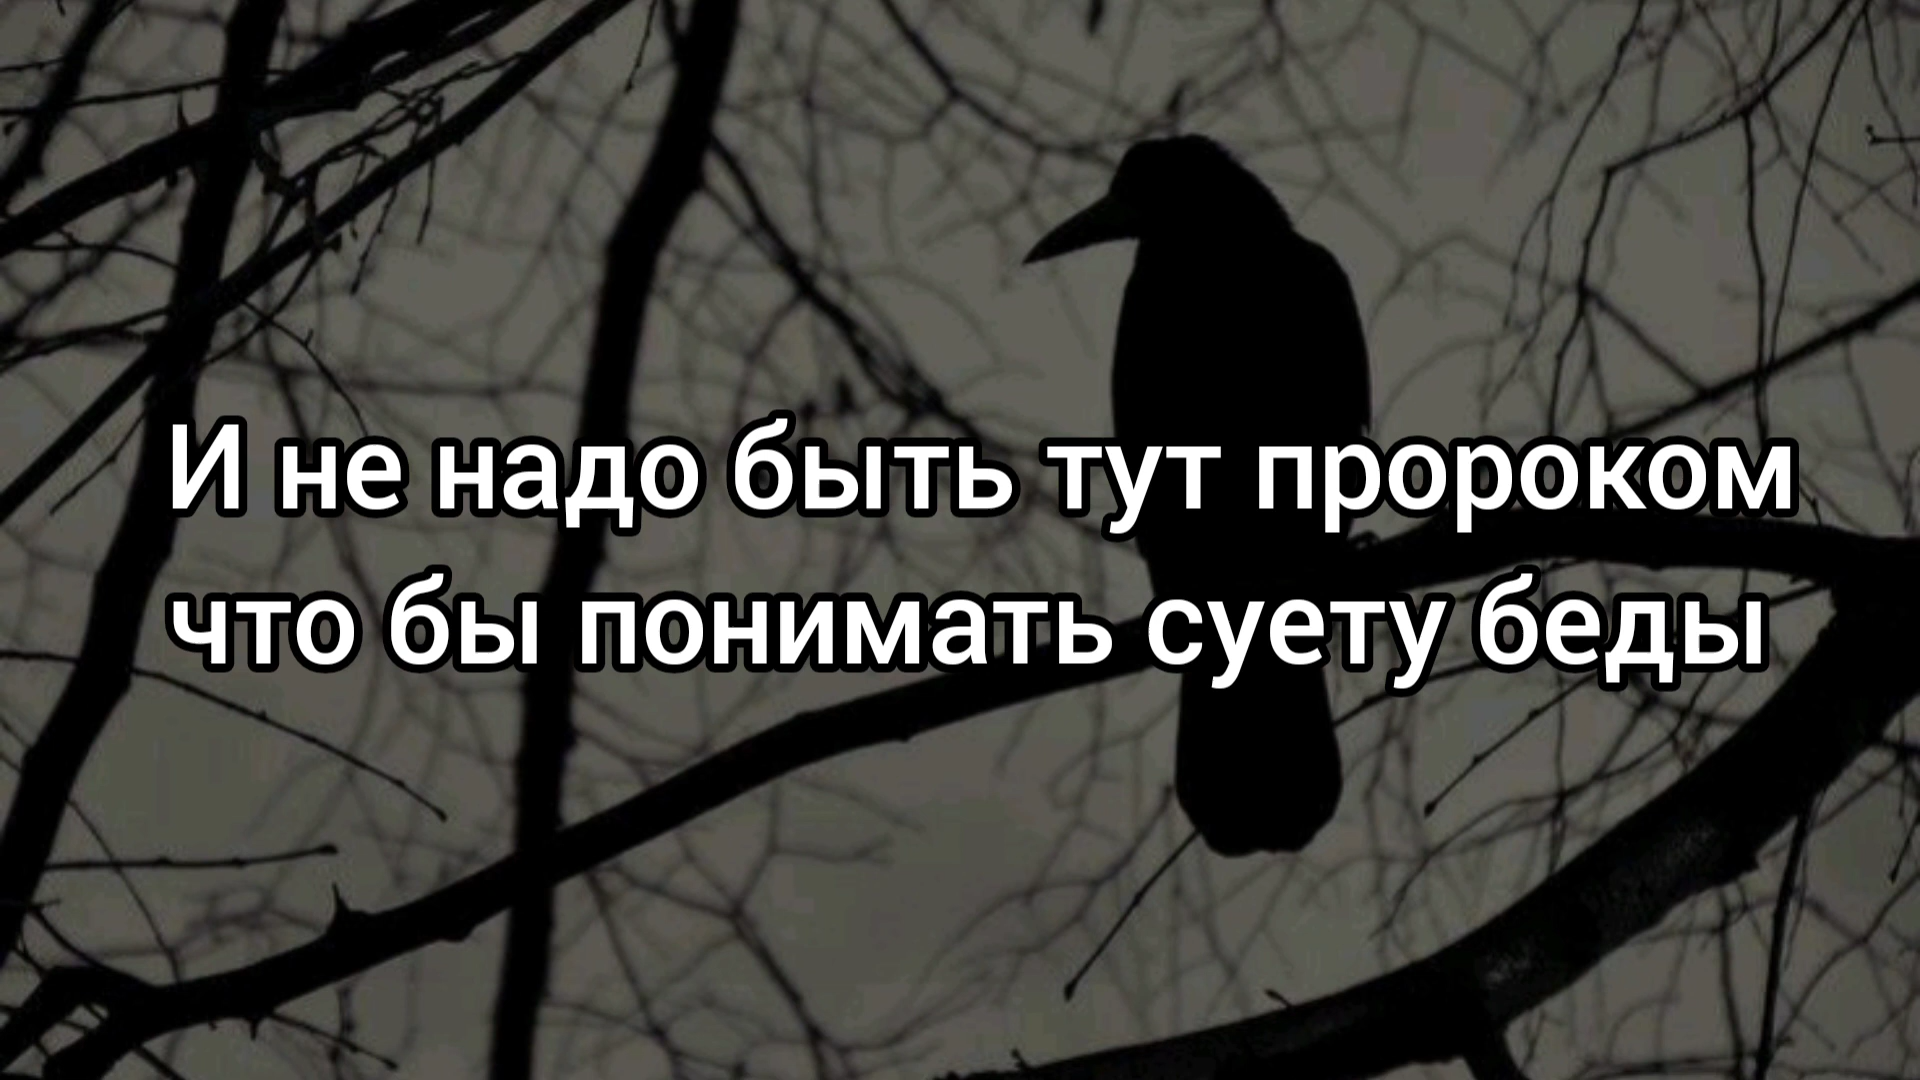 И не надо быть тут пророком
что бы понимать суету беды